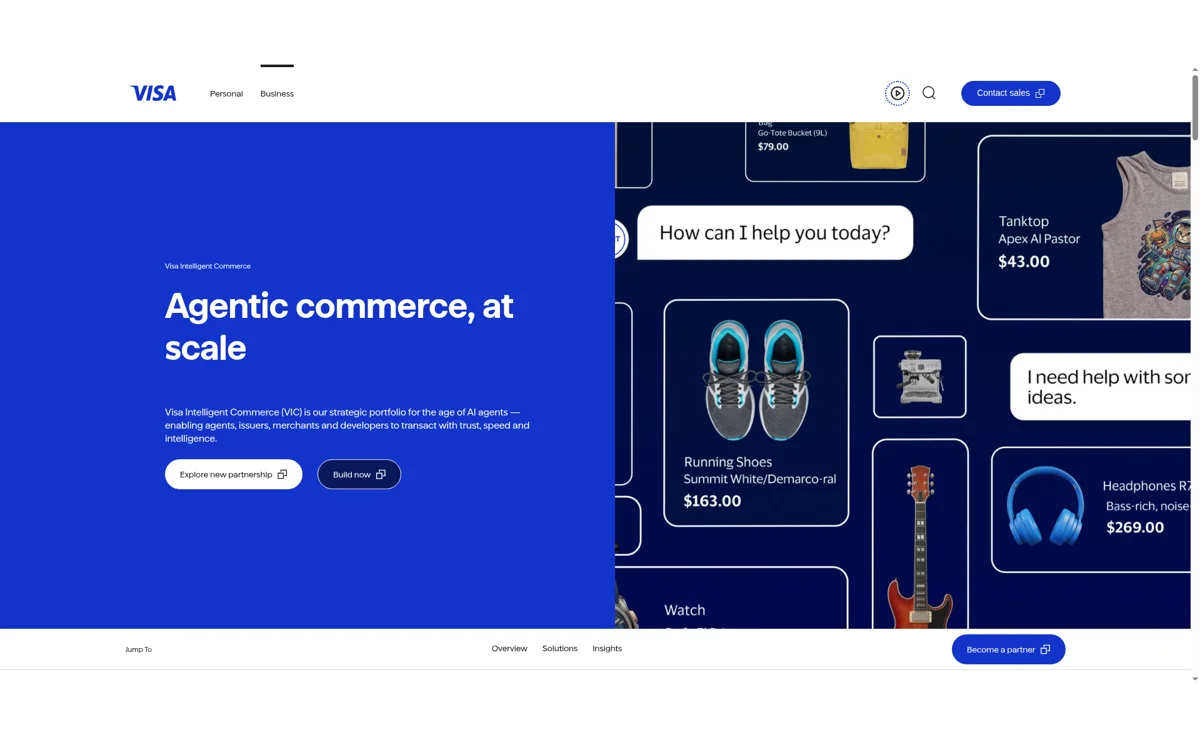 VISA
Personal
Business
Contact sales
Visa Intelligent Commerce
Agentic commerce, at
scale
Visa Intelligent Commerce (VIC) is our strategic portfolio for the age of AI agents —
enabling agents, issuers, merchants and developers to transact with trust, speed and
intelligence.
Explore new partnership
Build now
Bag
Go-Tote Bucket (9L)
$79.00
How can I help you today?
Tanktop
Apex AI Pastor
$43.00
I need help with
ideas.
Running Shoes
Summit White/Demarco-ral
$163.00
Headphones R7
Bass-rich, noise
$269.00
Watch
Jump To
Overview
Solutions
Insights
Become a partner